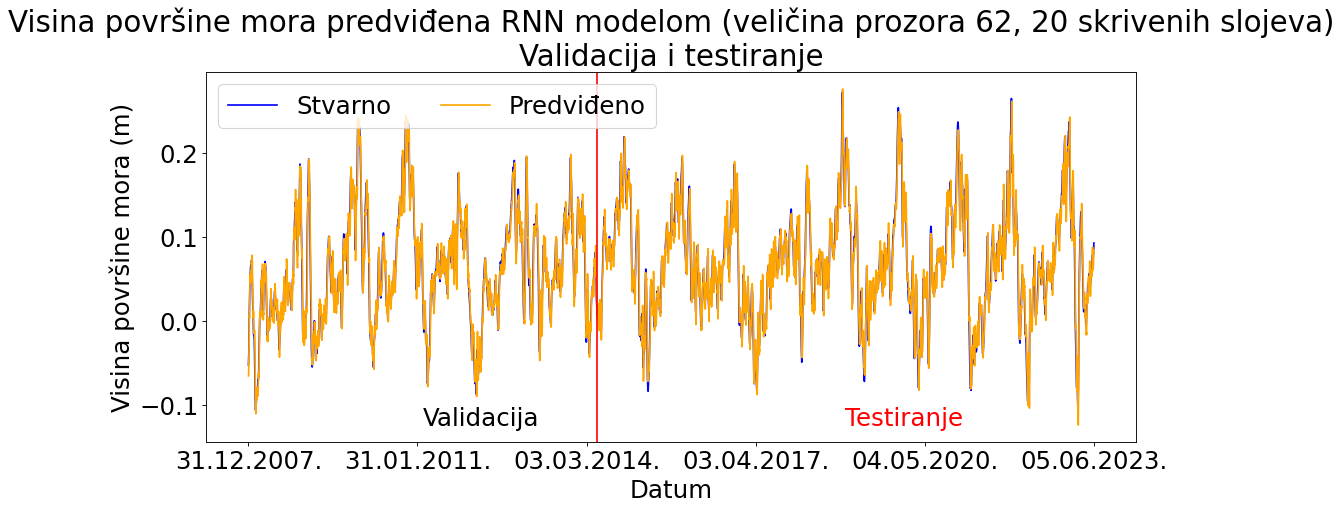 Visina površine mora predviđena RNN modelom (veličina prozora 62, 20 skrivenih slojeva)
Validacija i testiranje
Stvarno
Predviđeno
Visina površine mora (m)
0.2
0.1
0.0
−0.1
Validacija
Testiranje
31.12.2007.
31.01.2011.
03.03.2014.
03.04.2017.
04.05.2020.
05.06.2023.
Datum